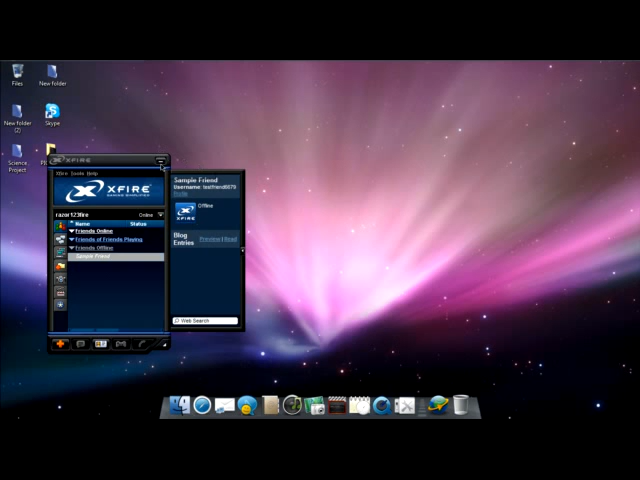 Files
New folder
New folder
(2)
Skype
Science
Project
XFIRE
Xfire Tools Help
XFIRE
razor123fire
Online
Name
Status
Friends Online
Friends of Friends Playing
Friends Offline
Sample Friend
Sample Friend
Username: testfriend6679
Profile
Offline
XFIRE
Blog
Entries
Preview | Read
Web Search